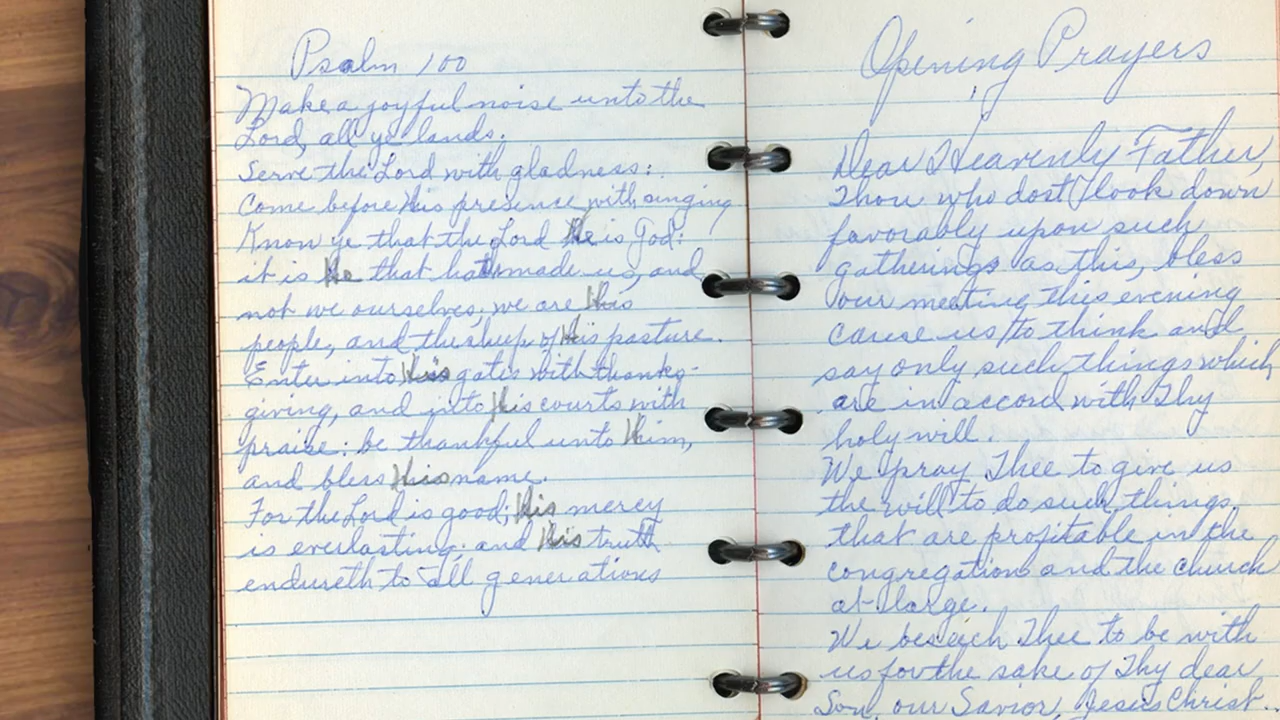 Psalm 100
Make a joyful noise unto the
Lord, all ye lands.
Serve the Lord with gladness:
Come before His presence with singing
Know ye that the Lord He is God:
it is He that hath made us, and
not we ourselves; we are His
people, and the sheep of His pasture.
Enter into His gates with thanks-
giving, and into His courts with
praise: be thankful unto Him,
and bless His name.
For the Lord is good; His mercy
is everlasting; and His truth
endureth to all generations
Opening Prayers
Dear Heavenly Father,
Thou who dost look down
favorably upon such
gatherings as this, bless
our meeting this evening
cause us to think and
say only such things which
are in accord with Thy
holy will.
We pray Thee to give us
the will to do such things
that are profitable in the
congregation and the church
at large.
We beseech Thee to be with
us for the sake of Thy dear
Son, our Savior, Jesus Christ.